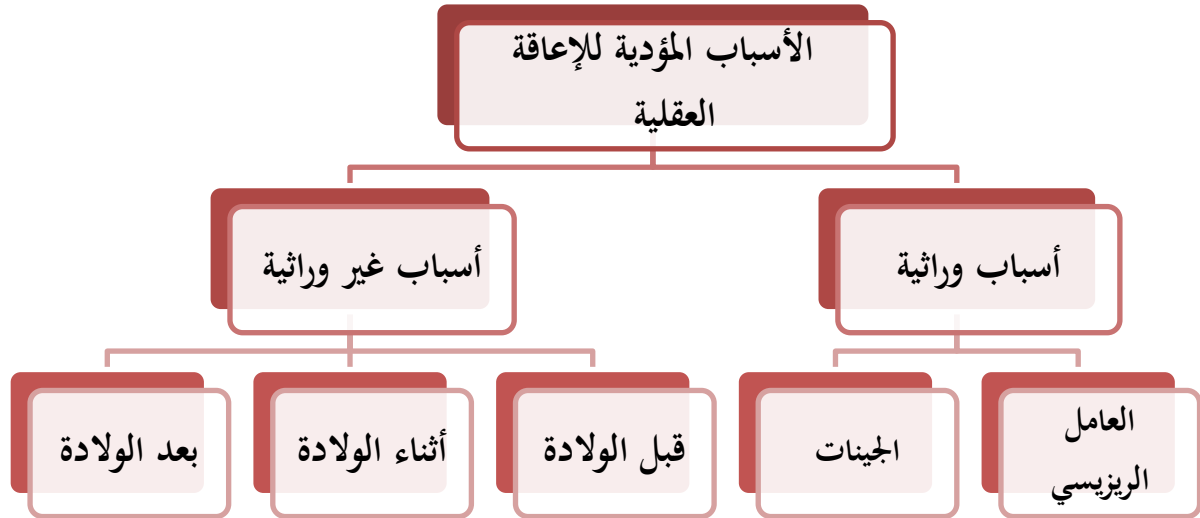 الأسباب المؤدية للإعاقة
العقلية
أسباب وراثية
أسباب غير وراثية
العامل
الريزيسي
الجينات
قبل الولادة
أثناء الولادة
بعد الولادة